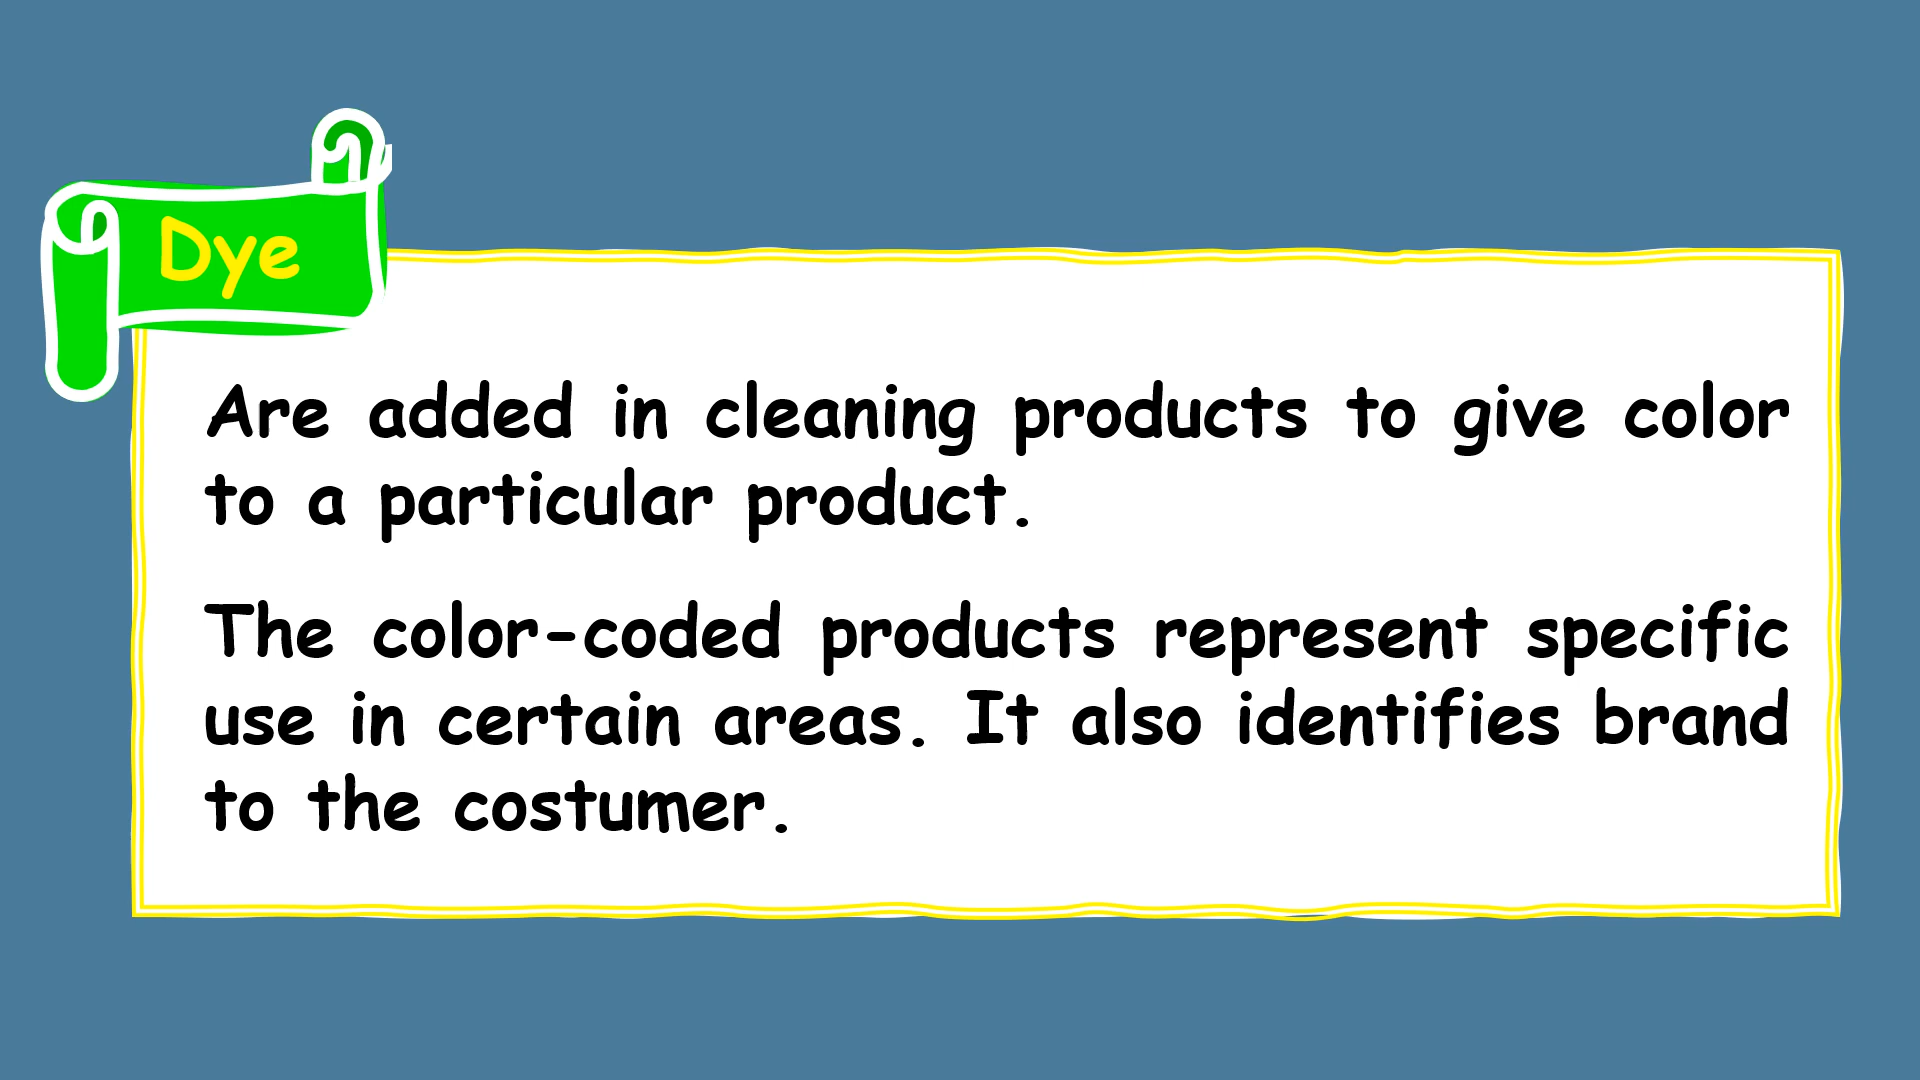 Dye
Are added in cleaning products to give color
to a particular product.
The color-coded products represent specific
use in certain areas. It also identifies brand
to the costumer.